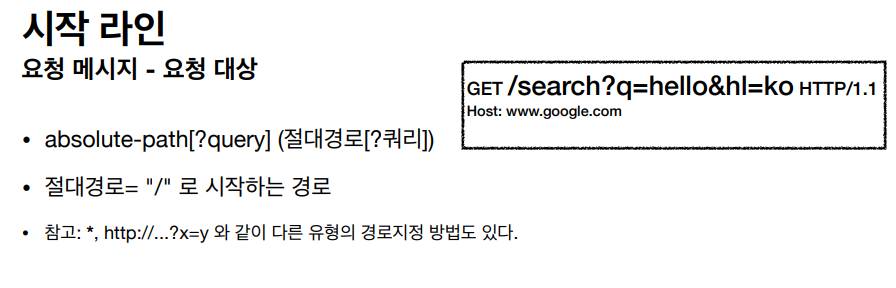 시작 라인
요청 메시지 - 요청 대상
GET /search?q=hello&hl=ko HTTP/1.1
Host: www.google.com
• absolute-path[?query] (절대경로[?쿼리])
• 절대경로= "/" 로 시작하는 경로
• 참고: *, http://...?x=y 와 같이 다른 유형의 경로지정 방법도 있다.